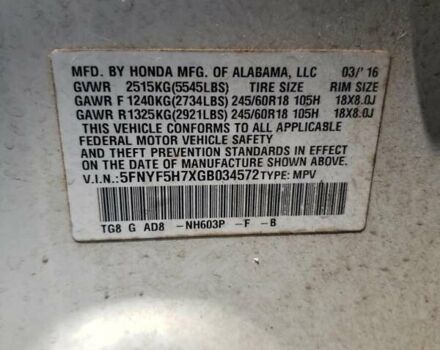 MFD. BY HONDA MFG. OF ALABAMA, LLC 03/'16
GVWR 2515KG(5545LBS) TIRE SIZE RIM SIZE
GAWR F 1240KG(2734LBS) 245/60R18 105H 18X8.0J
GAWR R1325KG(2921LBS) 245/60R18 105H 18X8.0J
THIS VEHICLE CONFORMS TO ALL APPLICABLE
FEDERAL MOTOR VEHICLE SAFETY
AND THEFT PREVENTION STANDARDS IN EFFECT
ON THE DATE OF MANUFACTURE SHOWN ABOVE.
V.I.N.:5FNYF5H7XGB034572 TYPE: MPV
TG8 G AD8 -NH603P -F -B